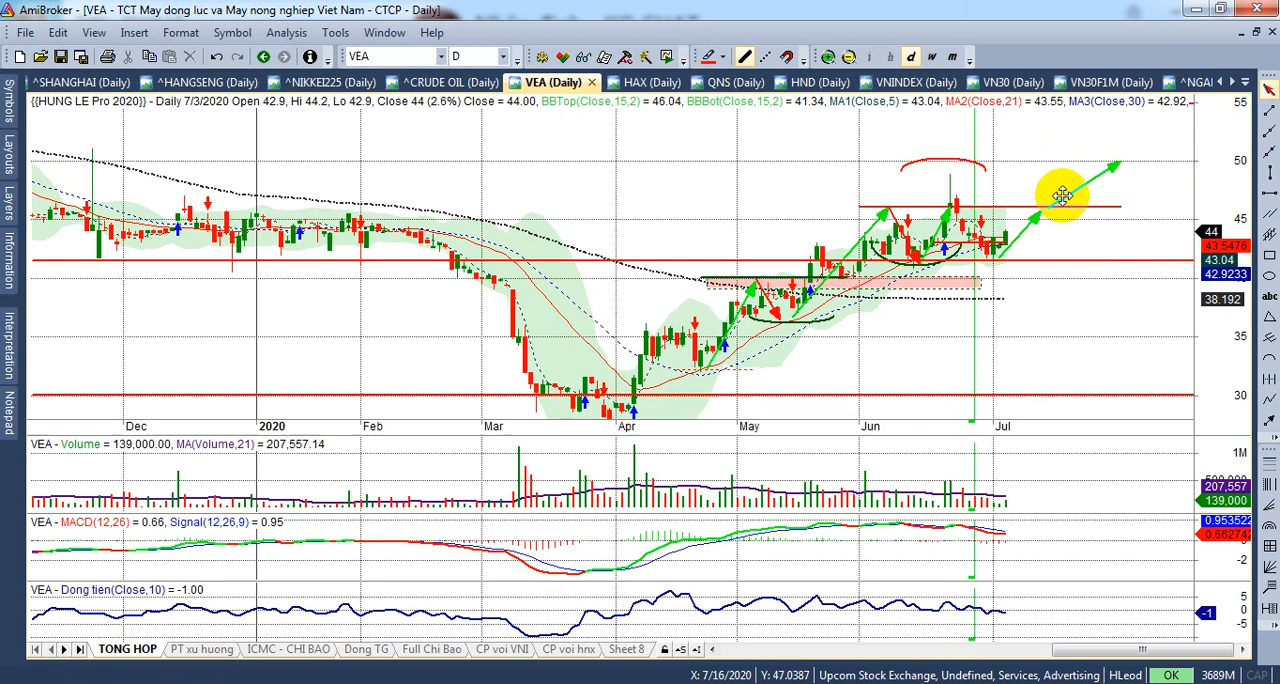 AmiBroker - [VEA - TCT May dong luc va May nong nghiep Viet Nam - CTCP - Daily]
File Edit View Insert Format Symbol Analysis Tools Window Help
VEA D i h d w m
^SHANGHAI (Daily) ^HANGSENG (Daily) ^NIKKEI225 (Daily) ^CRUDE OIL (Daily) VEA (Daily) HAX (Daily) QNS (Daily) HND (Daily) VNINDEX (Daily) VN30 (Daily) VN30F1M (Daily) ^NGA
{{HUNG LE Pro 2020}} - Daily 7/3/2020 Open 42.9, Hi 44.2, Lo 42.9, Close 44 (2.6%) Close = 44.00, BBTop(Close,15,2) = 46.04, BBBot(Close,15,2) = 41.34, MA1(Close,5) = 43.04, MA2(Close,21) = 43.55, MA3(Close,30) = 42.92,
Symbols
Layouts
Layers
Information
Interpretation
Notepad
abc
55
50
45
44
43.5476
43.04
42.9233
38.192
35
30
Dec 2020 Feb Mar Apr May Jun Jul
VEA - Volume = 139,000.00, MA(Volume,21) = 207,557.14
1M
207,557
139,000
VEA - MACD(12,26) = 0.66, Signal(12,26,9) = 0.95
0.953522
0.662742
-2
VEA - Dong tien(Close,10) = -1.00
5
0
-1
-5
TONG HOP PT xu huong ICMC - CHI BAO Dong TG Full Chi Bao CP voi VNI CP voi hnx Sheet 8
X: 7/16/2020 Y: 47.0387 Upcom Stock Exchange, Undefined, Services, Advertising HLeod OK 3689M CAP